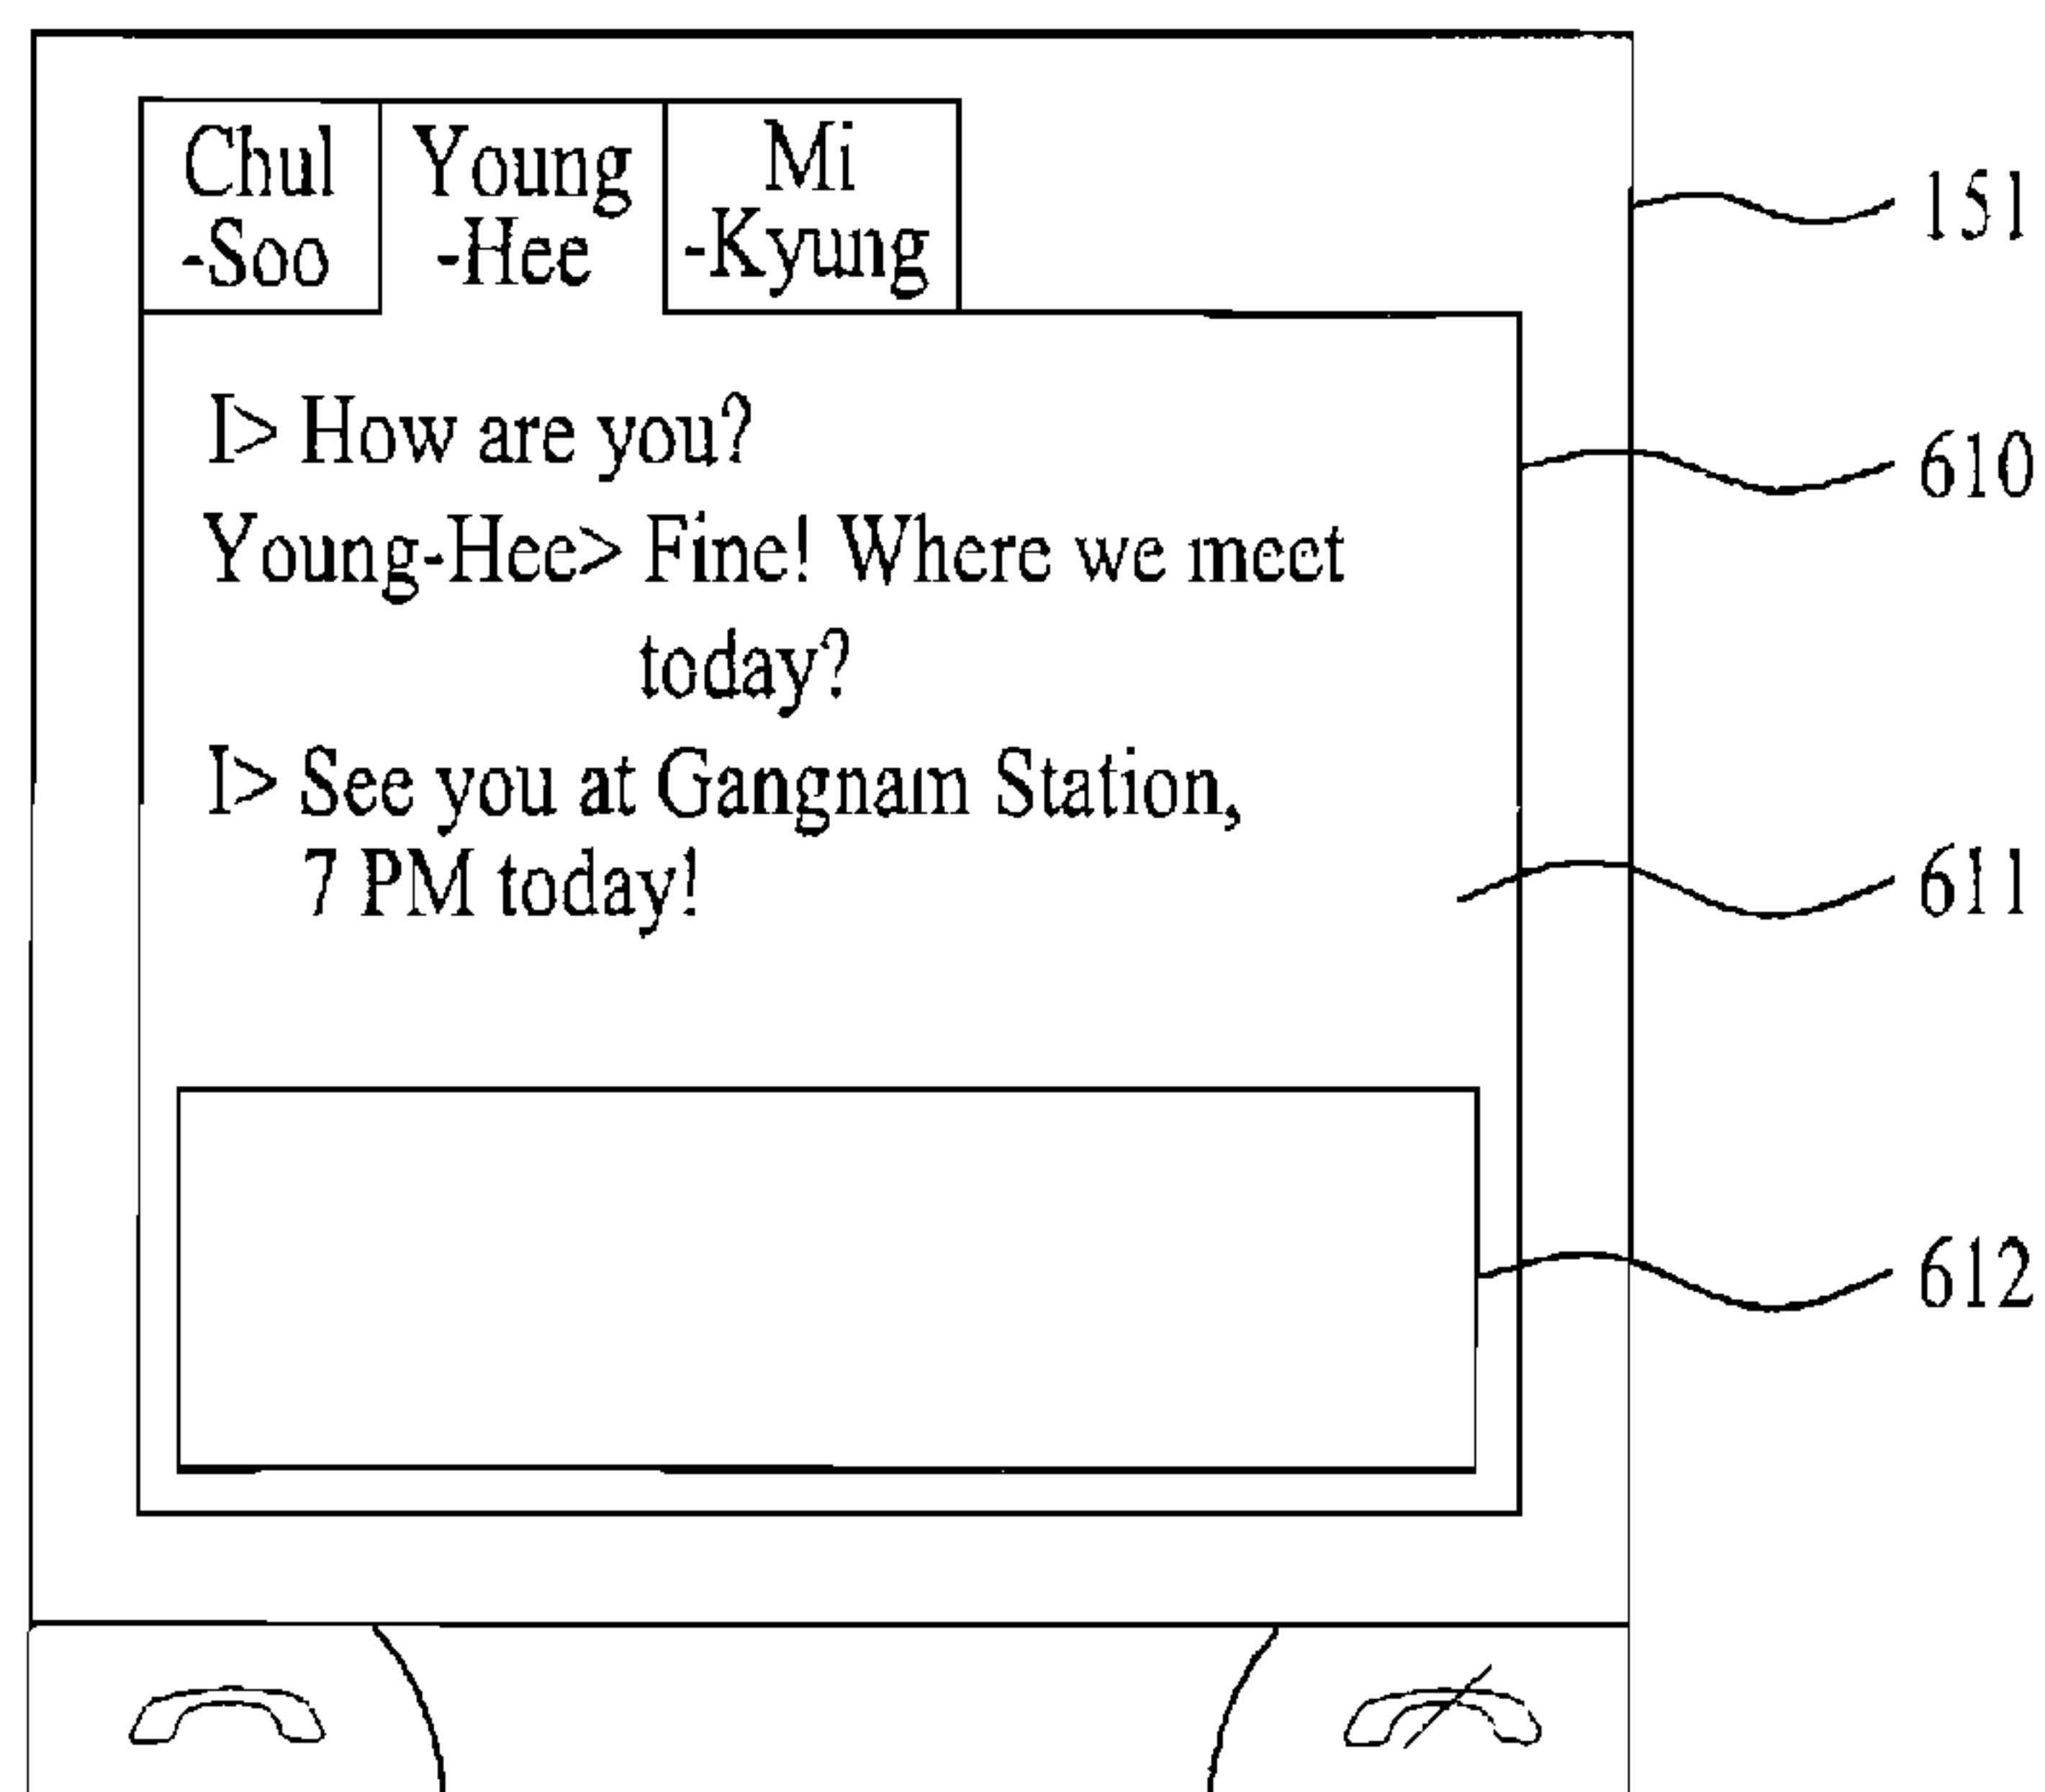 Chul
-Soo
Young
-Hee
Mi
-Kyung
151
I> How are you?
610
Young-Hee> Fine! Where we meet
today?
I> See you at Gangnam Station,
7 PM today!
611
612